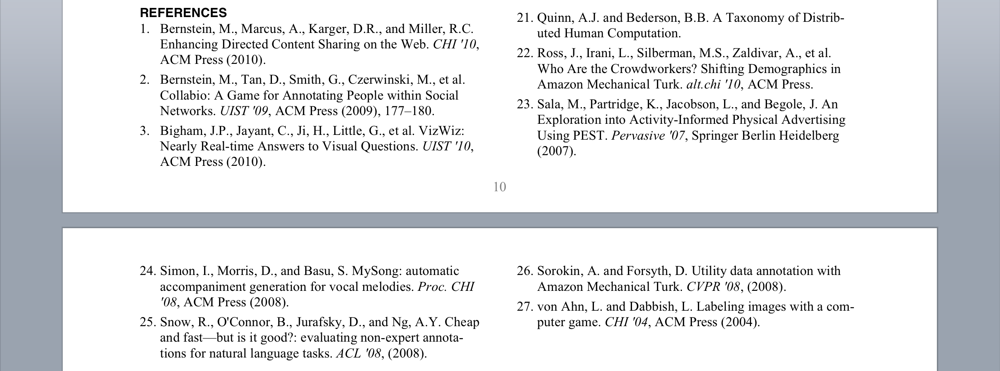 REFERENCES
1. Bernstein, M., Marcus, A., Karger, D.R., and Miller, R.C.
Enhancing Directed Content Sharing on the Web. CHI '10,
ACM Press (2010).
2. Bernstein, M., Tan, D., Smith, G., Czerwinski, M., et al.
Collabio: A Game for Annotating People within Social
Networks. UIST '09, ACM Press (2009), 177–180.
3. Bigham, J.P., Jayant, C., Ji, H., Little, G., et al. VizWiz:
Nearly Real-time Answers to Visual Questions. UIST '10,
ACM Press (2010).
21. Quinn, A.J. and Bederson, B.B. A Taxonomy of Distrib-
uted Human Computation.
22. Ross, J., Irani, L., Silberman, M.S., Zaldivar, A., et al.
Who Are the Crowdworkers? Shifting Demographics in
Amazon Mechanical Turk. alt.chi '10, ACM Press.
23. Sala, M., Partridge, K., Jacobson, L., and Begole, J. An
Exploration into Activity-Informed Physical Advertising
Using PEST. Pervasive '07, Springer Berlin Heidelberg
(2007).
10
24. Simon, I., Morris, D., and Basu, S. MySong: automatic
accompaniment generation for vocal melodies. Proc. CHI
'08, ACM Press (2008).
25. Snow, R., O'Connor, B., Jurafsky, D., and Ng, A.Y. Cheap
and fast—but is it good?: evaluating non-expert annota-
tions for natural language tasks. ACL '08, (2008).
26. Sorokin, A. and Forsyth, D. Utility data annotation with
Amazon Mechanical Turk. CVPR '08, (2008).
27. von Ahn, L. and Dabbish, L. Labeling images with a com-
puter game. CHI '04, ACM Press (2004).